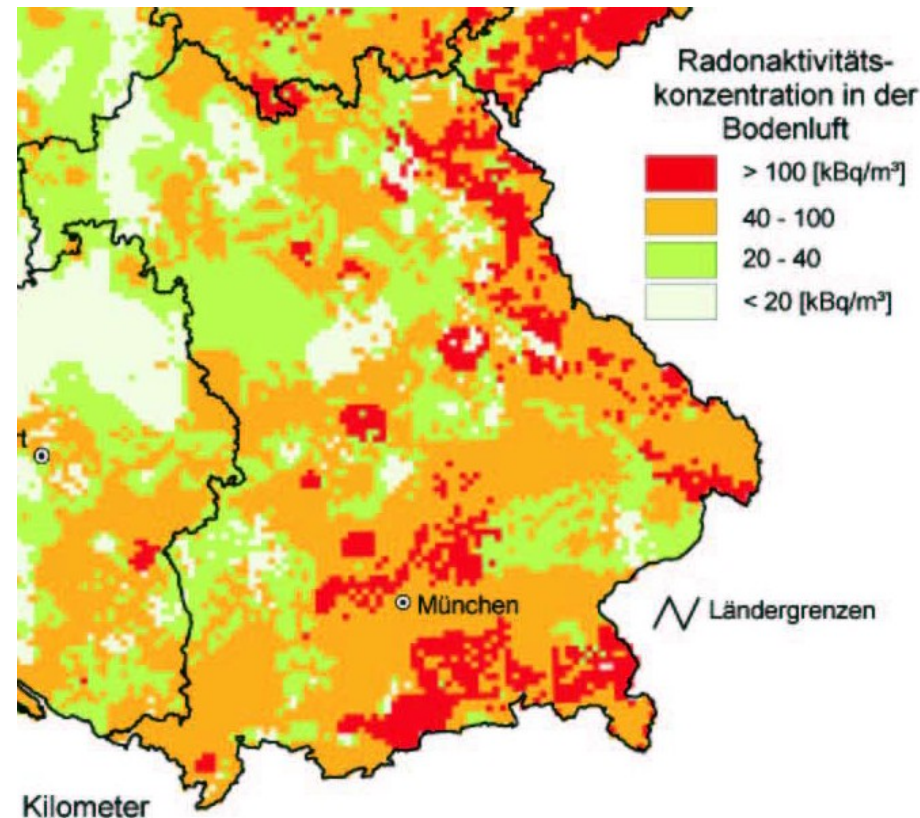 Radonaktivitäts-
konzentration in der
Bodenluft
> 100 [kBq/m³]
40 - 100
20 - 40
< 20 [kBq/m³]
München
Ländergrenzen
Kilometer